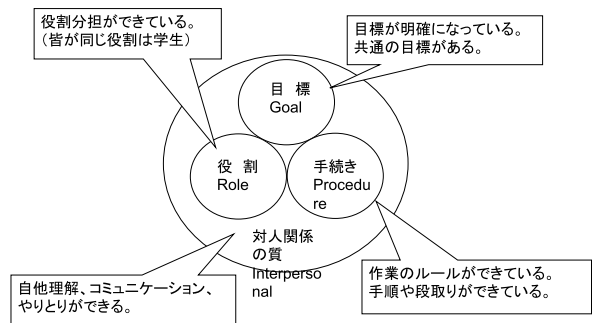 役割分担ができている。
（皆が同じ役割は学生）
目標が明確になっている。
共通の目標がある。
目　標
Goal
役　割
Role
手続き
Procedu
re
対人関係
の質
Interperso
nal
自他理解、コミュニケーション、
やりとりができる。
作業のルールができている。
手順や段取りができている。